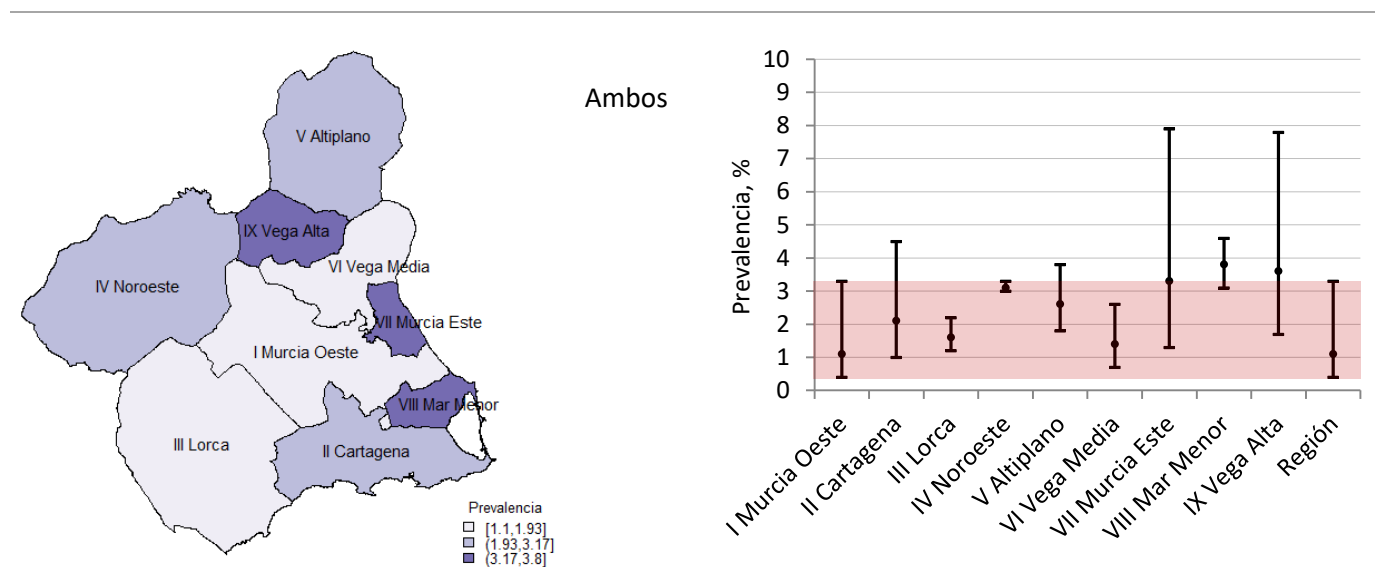 V Altiplano
IX Vega Alta
VI Vega Media
IV Noroeste
VII Murcia Este
I Murcia Oeste
VIII Mar Menor
III Lorca
II Cartagena
Prevalencia
[1.1,1.93]
(1.93,3.17]
(3.17,3.8]
Ambos
Prevalencia, %
10
9
8
7
6
5
4
3
2
1
0
I Murcia Oeste
II Cartagena
III Lorca
IV Noroeste
V Altiplano
VI Vega Media
VII Murcia Este
VIII Mar Menor
IX Vega Alta
Región